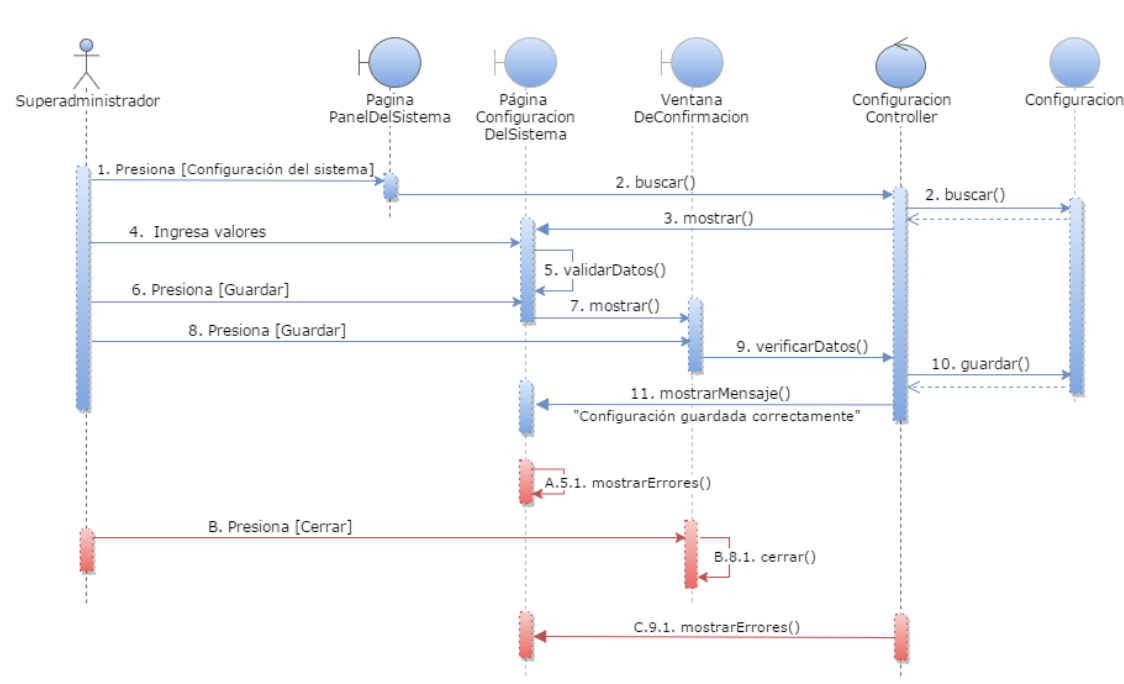 Superadministrador
Pagina
PanelDelSistema
Página
Configuracion
DelSistema
Ventana
DeConfirmacion
Configuracion
Controller
Configuracion
1. Presiona [Configuración del sistema]
2. buscar()
2. buscar()
3. mostrar()
4. Ingresa valores
5. validarDatos()
6. Presiona [Guardar]
7. mostrar()
8. Presiona [Guardar]
9. verificarDatos()
10. guardar()
11. mostrarMensaje()
"Configuración guardada correctamente"
A.5.1. mostrarErrores()
B. Presiona [Cerrar]
B.8.1. cerrar()
C.9.1. mostrarErrores()